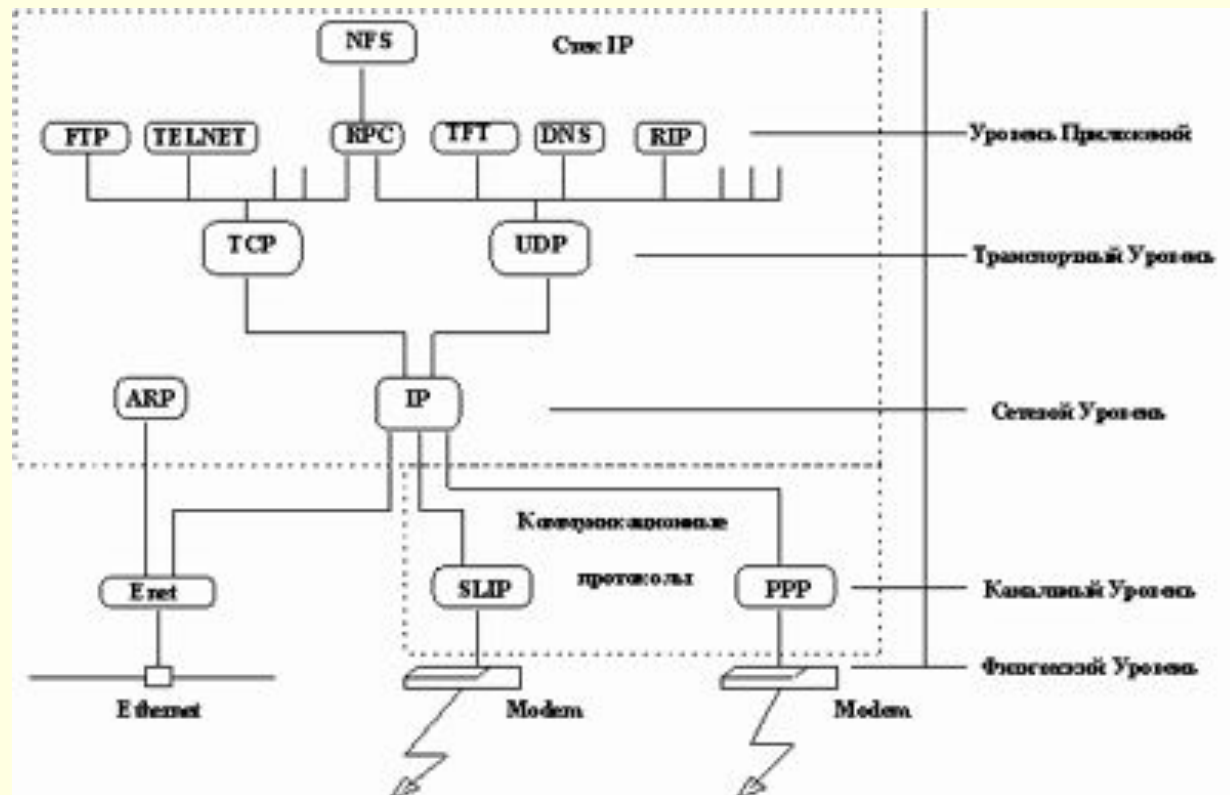 NFS
Стек IP
FTP
TELNET
RPC
TFT
DNS
RIP
Уровень Приложений
TCP
UDP
Транспортный Уровень
ARP
IP
Сетевой Уровень
Коммуникационные
протоколы
Enet
SLIP
PPP
Канальный Уровень
Физический Уровень
Ethernet
Modem
Modem